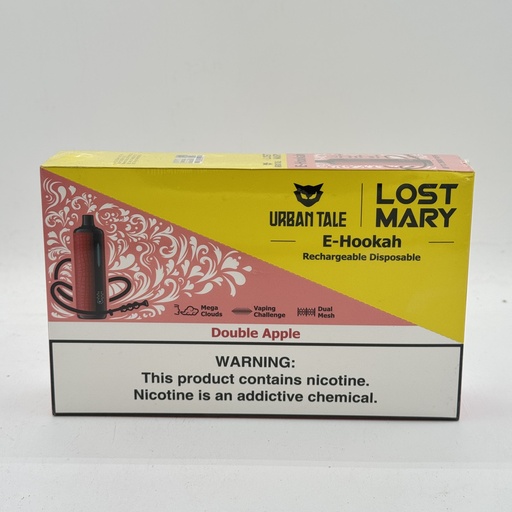 E-Hookah
URBAN TALE
LOST
MARY
E-Hookah
Rechargeable Disposable
Mega
Clouds
Vaping
Challenge
Dual
Mesh
Double Apple
WARNING:
This product contains nicotine.
Nicotine is an addictive chemical.